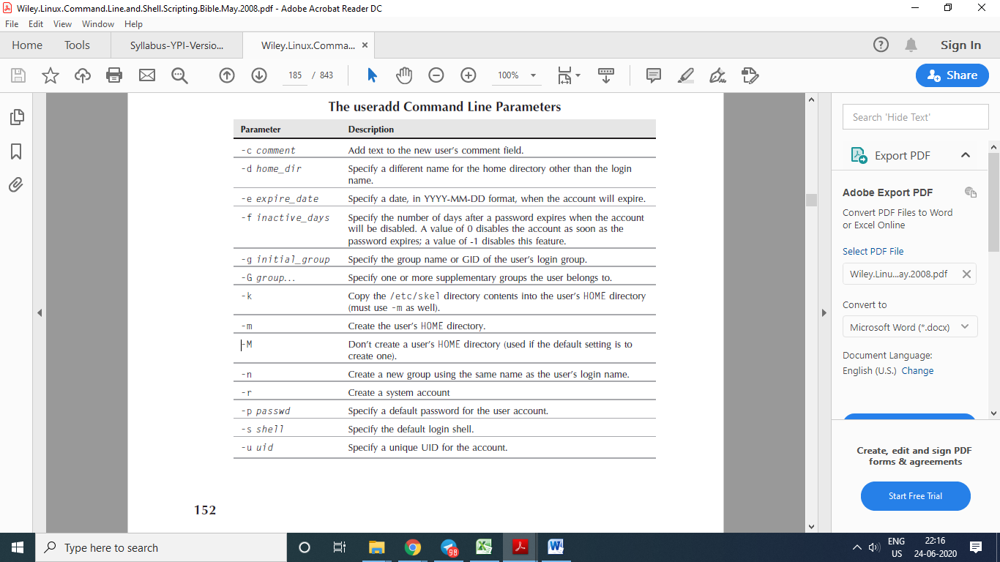 Wiley.Linux.Command.Line.and.Shell.Scripting.Bible.May.2008.pdf - Adobe Acrobat Reader DC
File Edit View Window Help
Home Tools Syllabus-YPI-Versio... Wiley.Linux.Comma... × Sign In
185 / 843 100% Share
The useradd Command Line Parameters
Parameter Description
-c comment Add text to the new user's comment field.
-d home_dir Specify a different name for the home directory other than the login
name.
-e expire_date Specify a date, in YYYY-MM-DD format, when the account will expire.
-f inactive_days Specify the number of days after a password expires when the account
will be disabled. A value of 0 disables the account as soon as the
password expires; a value of -1 disables this feature.
-g initial_group Specify the group name or GID of the user's login group.
-G group... Specify one or more supplementary groups the user belongs to.
-k Copy the /etc/skel directory contents into the user's HOME directory
(must use -m as well).
-m Create the user's HOME directory.
-M Don't create a user's HOME directory (used if the default setting is to
create one).
-n Create a new group using the same name as the user's login name.
-r Create a system account
-p passwd Specify a default password for the user account.
-s shell Specify the default login shell.
-u uid Specify a unique UID for the account.
152
Search 'Hide Text'
Export PDF
Adobe Export PDF
Convert PDF Files to Word
or Excel Online
Select PDF File
Wiley.Linu...ay.2008.pdf
Convert to
Microsoft Word (*.docx)
Document Language:
English (U.S.) Change
Create, edit and sign PDF
forms & agreements
Start Free Trial
Type here to search
98
ENG
US
22:16
24-06-2020